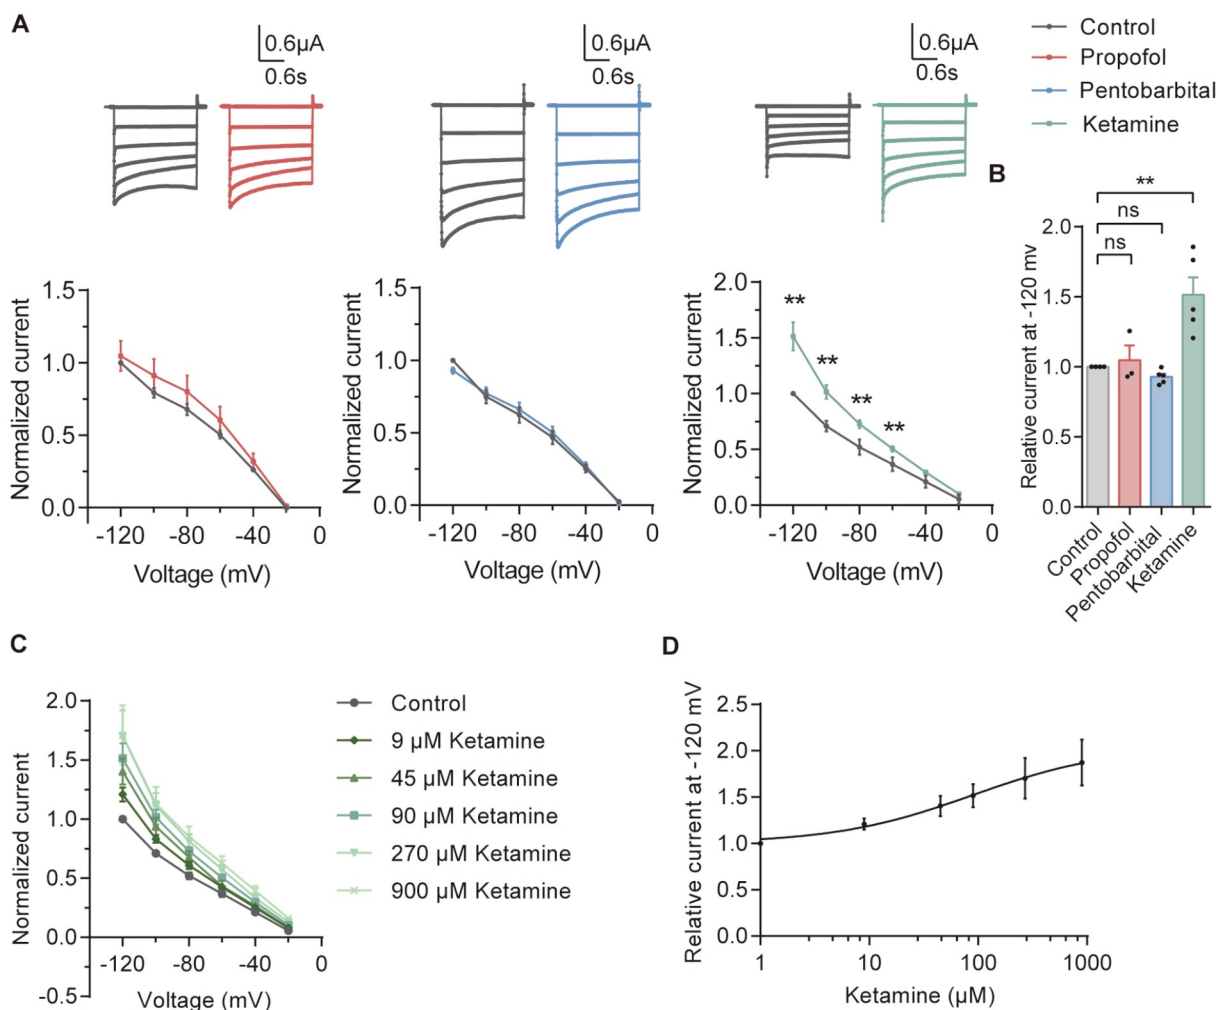 A
0.6μA
0.6s
0.6μA
0.6s
0.6μA
0.6s
Control
Propofol
Pentobarbital
Ketamine
Normalized current
1.5
1.0
0.5
0.0
-120
-80
-40
0
Voltage (mV)
Normalized current
1.5
1.0
0.5
0.0
-120
-80
-40
0
Voltage (mV)
Normalized current
2.0
1.5
1.0
0.5
0.0
**
**
**
**
-120
-80
-40
0
Voltage (mV)
B
**
ns
ns
Relative current at -120 mv
2.0
1.5
1.0
0.5
0.0
Control
Propofol
Pentobarbital
Ketamine
C
Normalized current
2.0
1.5
1.0
0.5
0.0
-0.5
-120
-80
-40
0
Voltage (mV)
Control
9 μM Ketamine
45 μM Ketamine
90 μM Ketamine
270 μM Ketamine
900 μM Ketamine
D
Relative current at -120 mV
2.5
2.0
1.5
1.0
0.5
0.0
1
10
100
1000
Ketamine (μM)